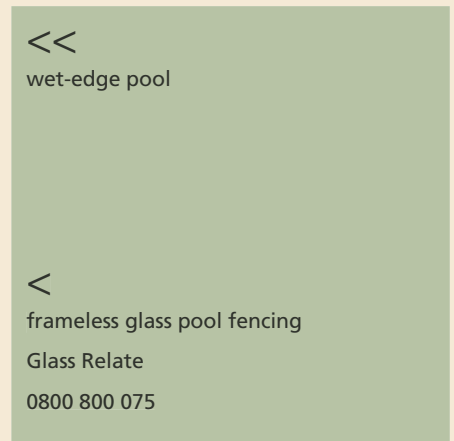 <<
wet-edge pool
<
frameless glass pool fencing
Glass Relate
0800 800 075